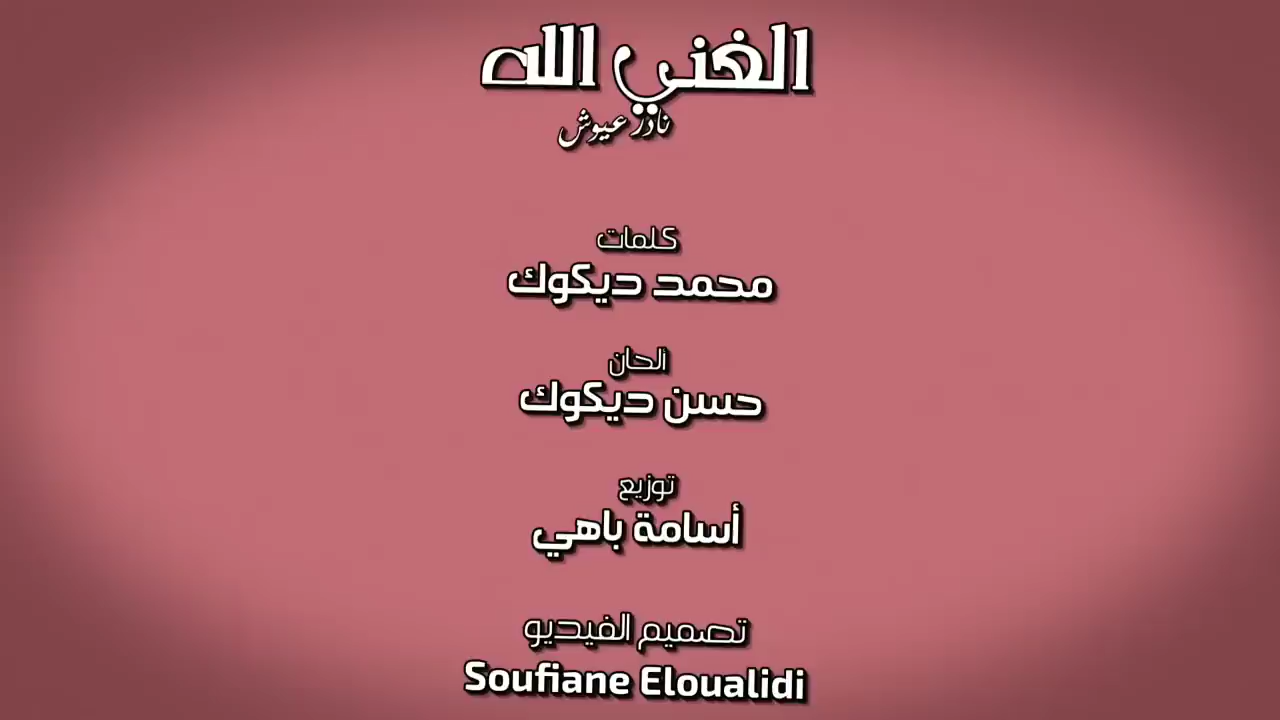 الغني الله
نادر عيوش
كلمات
محمد ديكوك
ألحان
حسن ديكوك
توزيع
أسامة باهي
تصميم الفيديو
Soufiane Eloualidi